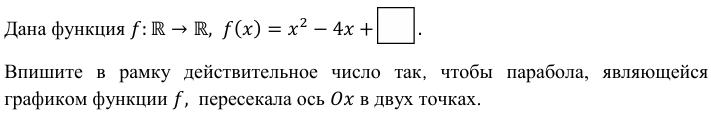 Дана функция 𝑓: ℝ → ℝ, 𝑓(𝑥) = 𝑥² − 4𝑥 + □.
Впишите в рамку действительное число так, чтобы парабола, являющейся
графиком функции 𝑓, пересекала ось 𝑂𝑥 в двух точках.